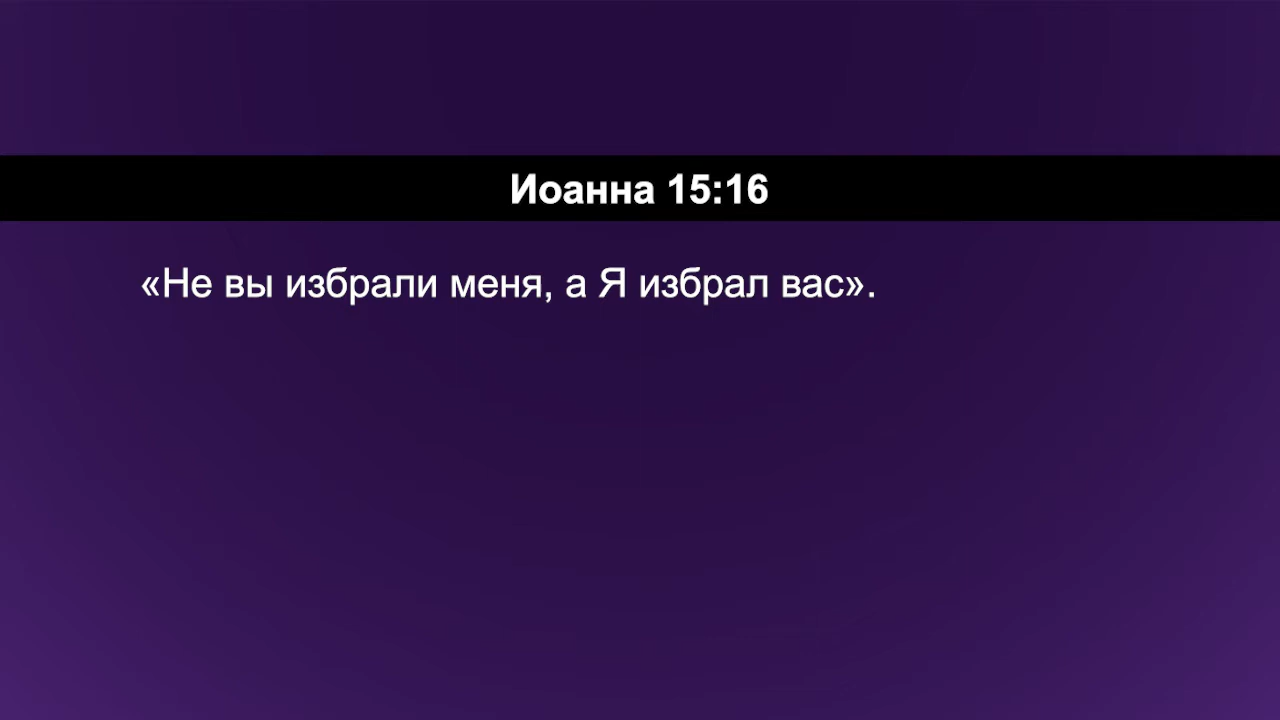 Иоанна 15:16
«Не вы избрали меня, а Я избрал вас».